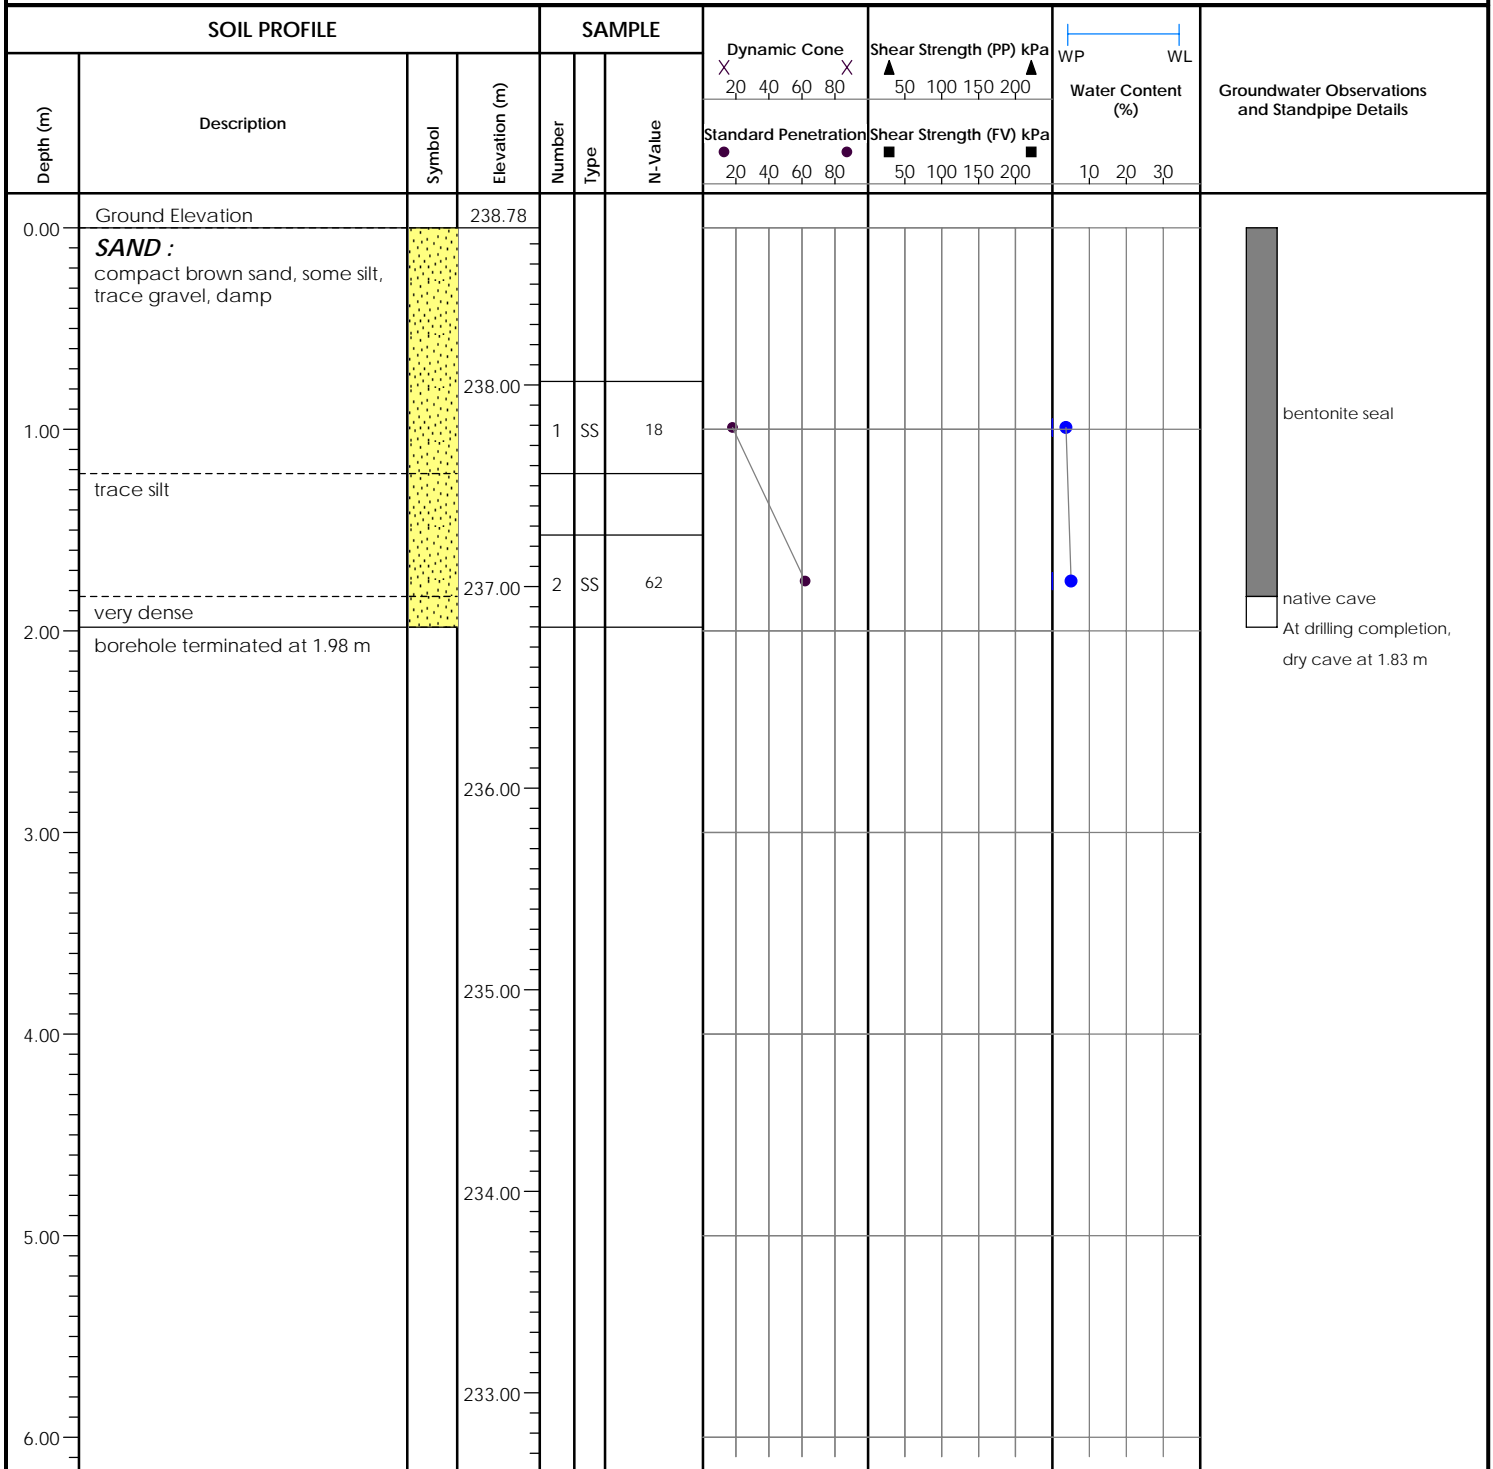 SOIL PROFILE
SAMPLE
Depth (m)
Description
Symbol
Elevation (m)
Number
Type
N-Value
Dynamic Cone
20 40 60 80
Standard Penetration
20 40 60 80
Shear Strength (PP) kPa
50 100 150 200
Shear Strength (FV) kPa
50 100 150 200
WP WL
Water Content
(%)
10 20 30
Groundwater Observations
and Standpipe Details
Ground Elevation 238.78
0.00
SAND :
compact brown sand, some silt,
trace gravel, damp
238.00
1.00
1 SS 18
bentonite seal
trace silt
237.00
2 SS 62
very dense
native cave
2.00
At drilling completion,
borehole terminated at 1.98 m
dry cave at 1.83 m
236.00
3.00
235.00
4.00
234.00
5.00
233.00
6.00